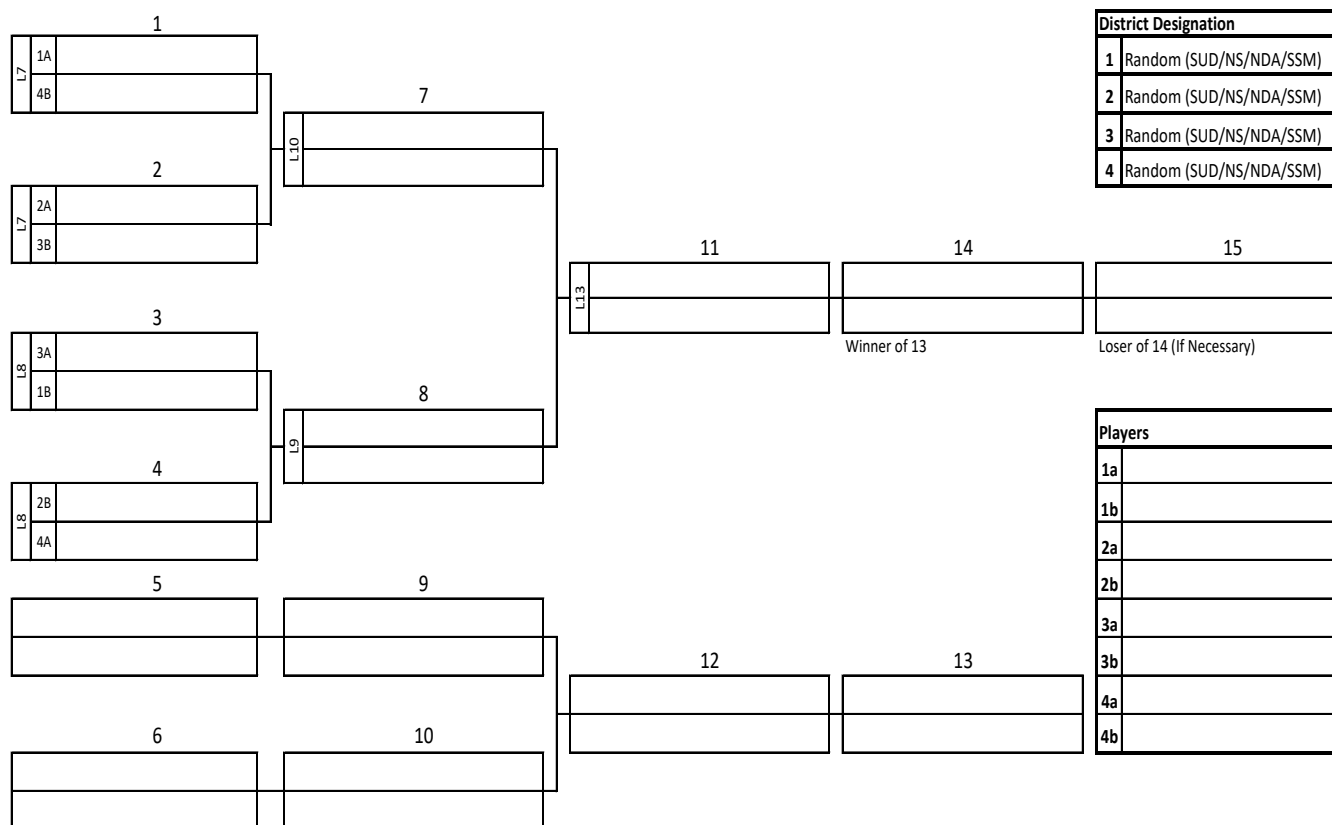 1
District Designation
L7
1A
4B
1 Random (SUD/NS/NDA/SSM)
7
2 Random (SUD/NS/NDA/SSM)
L10
3 Random (SUD/NS/NDA/SSM)
2
4 Random (SUD/NS/NDA/SSM)
L7
2A
3B
11
14
15
L13
3
Winner of 13
Loser of 14 (If Necessary)
L8
3A
1B
8
L9
Players
4
1a
L8
2B
4A
1b
2a
5
9
2b
3a
12
13
3b
4a
6
10
4b